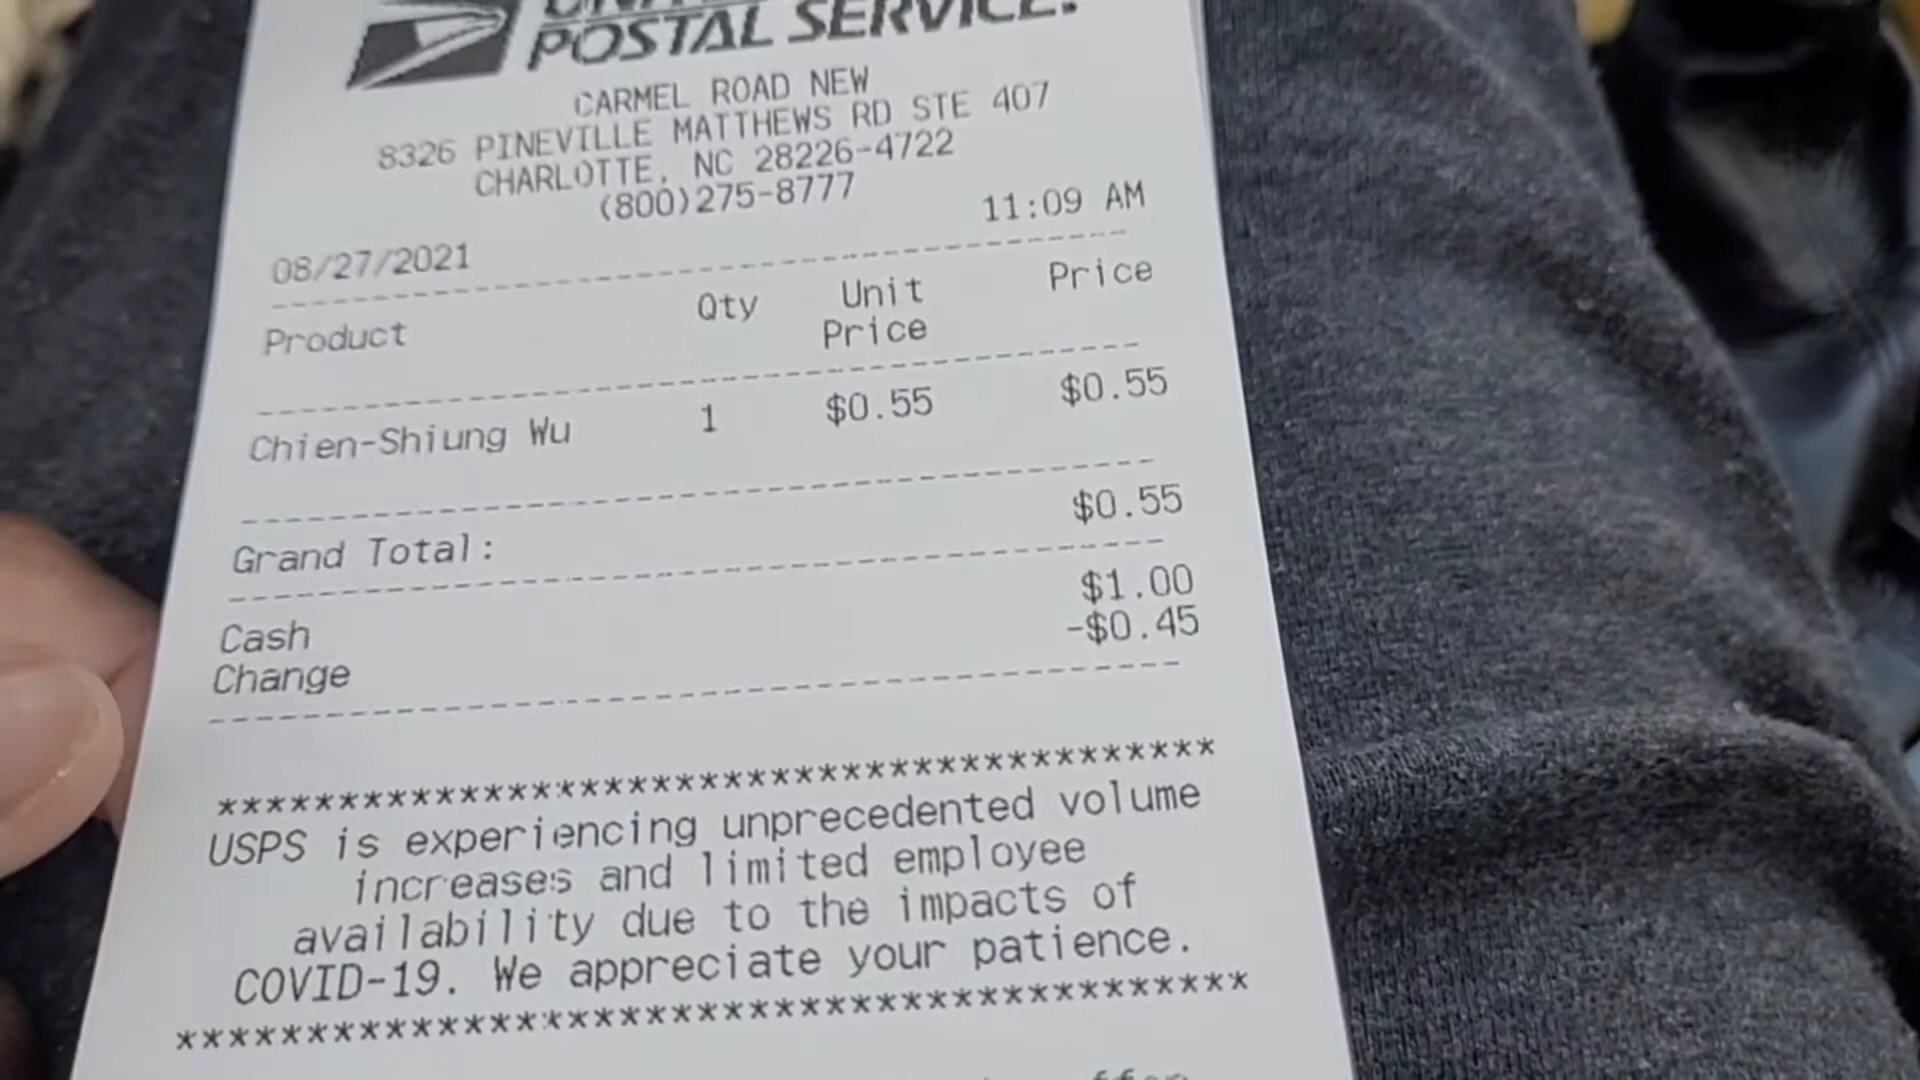 POSTAL SERVICE.
CARMEL ROAD NEW
8326 PINEVILLE MATTHEWS RD STE 407
CHARLOTTE, NC 28226-4722
(800)275-8777
08/27/2021 11:09 AM
Product Qty Unit Price
Price
Chien-Shiung Wu 1 $0.55 $0.55
Grand Total: $0.55
Cash $1.00
Change -$0.45
****************************************
USPS is experiencing unprecedented volume
increases and limited employee
availability due to the impacts of
COVID-19. We appreciate your patience.
****************************************